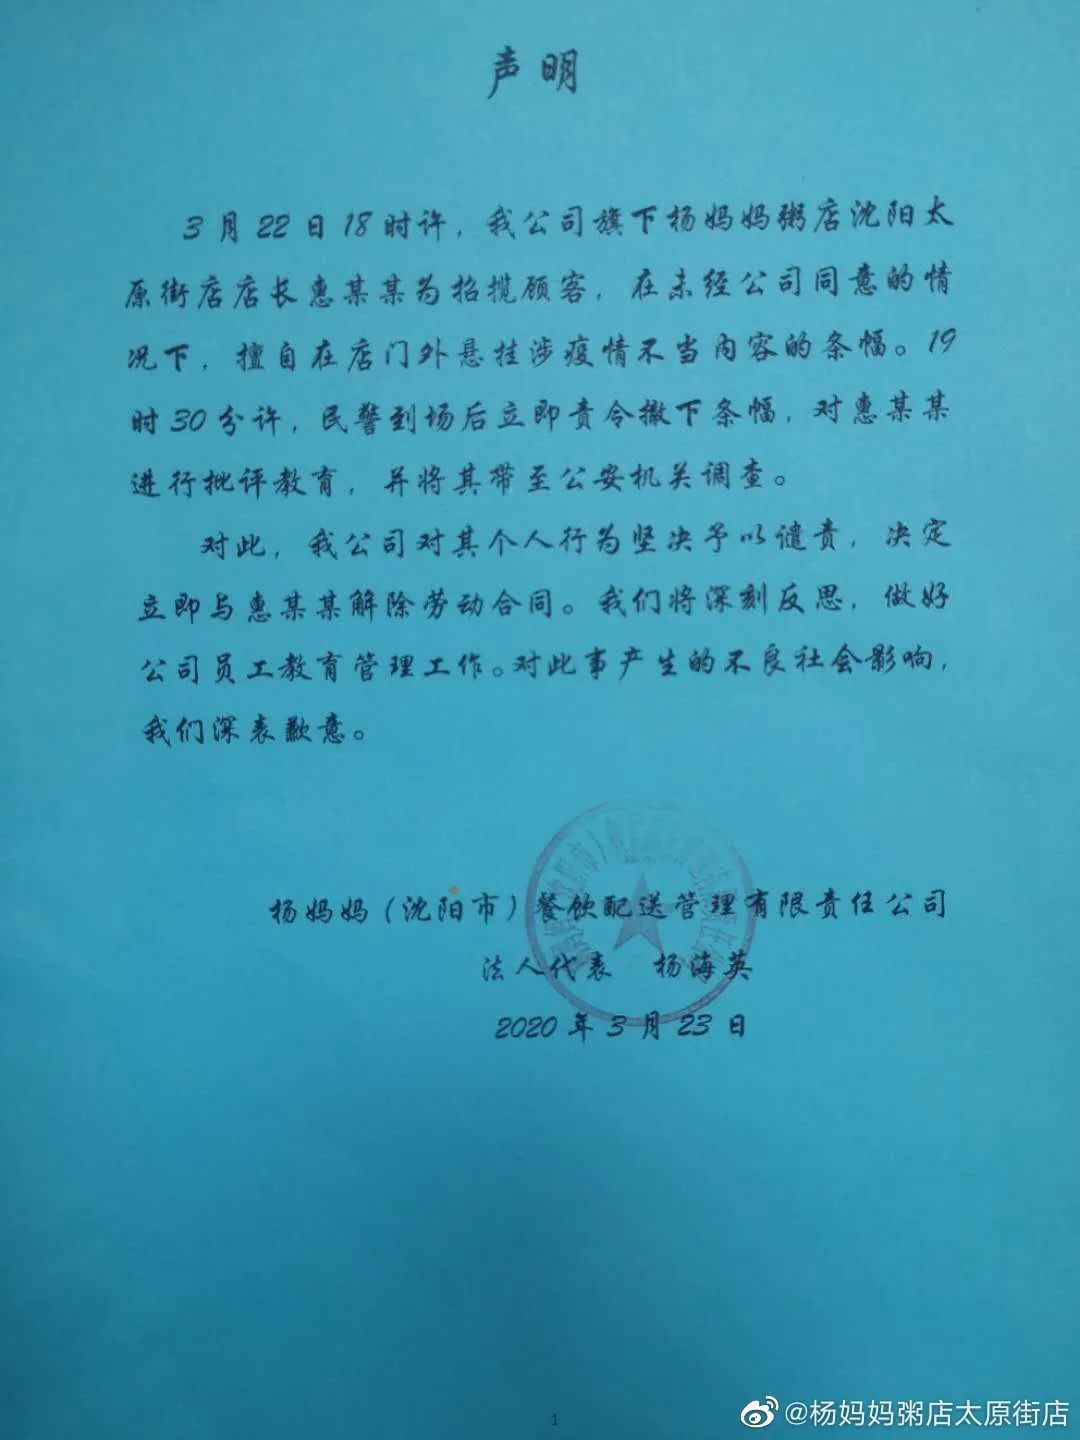 声明
3月22日18时许，我公司旗下杨妈妈粥店沈阳太
原街店店长惠某某为招揽顾客，在未经公司同意的情
况下，擅自在店门外悬挂涉疫情不当内容的条幅。19
时30分许，民警到场后立即责令撤下条幅，对惠某某
进行批评教育，并将其带至公安机关调查。
对此，我公司对其个人行为坚决予以谴责，决定
立即与惠某某解除劳动合同。我们将深刻反思，做好
公司员工教育管理工作。对此事产生的不良社会影响，
我们深表歉意。
杨妈妈（沈阳市）餐饮配送管理有限责任公司
法人代表 杨海英
2020年3月23日
1
@杨妈妈粥店太原街店